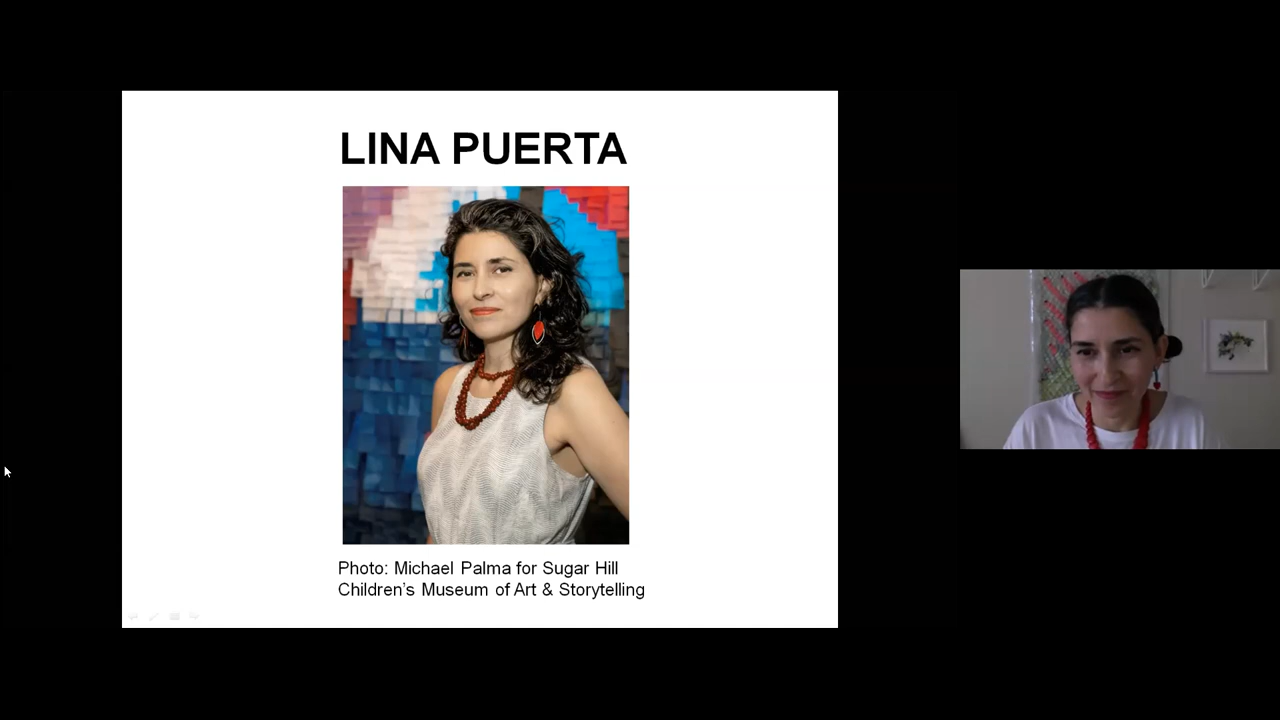 LINA PUERTA
Photo: Michael Palma for Sugar Hill
Children’s Museum of Art & Storytelling